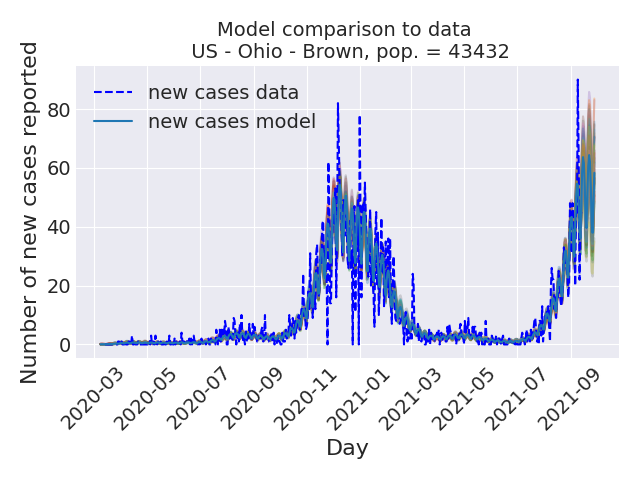 Model comparison to data
US - Ohio - Brown, pop. = 43432
Number of new cases reported
80
60
40
20
0
new cases data
new cases model
2020-03
2020-05
2020-07
2020-09
2020-11
2021-01
2021-03
2021-05
2021-07
2021-09
Day